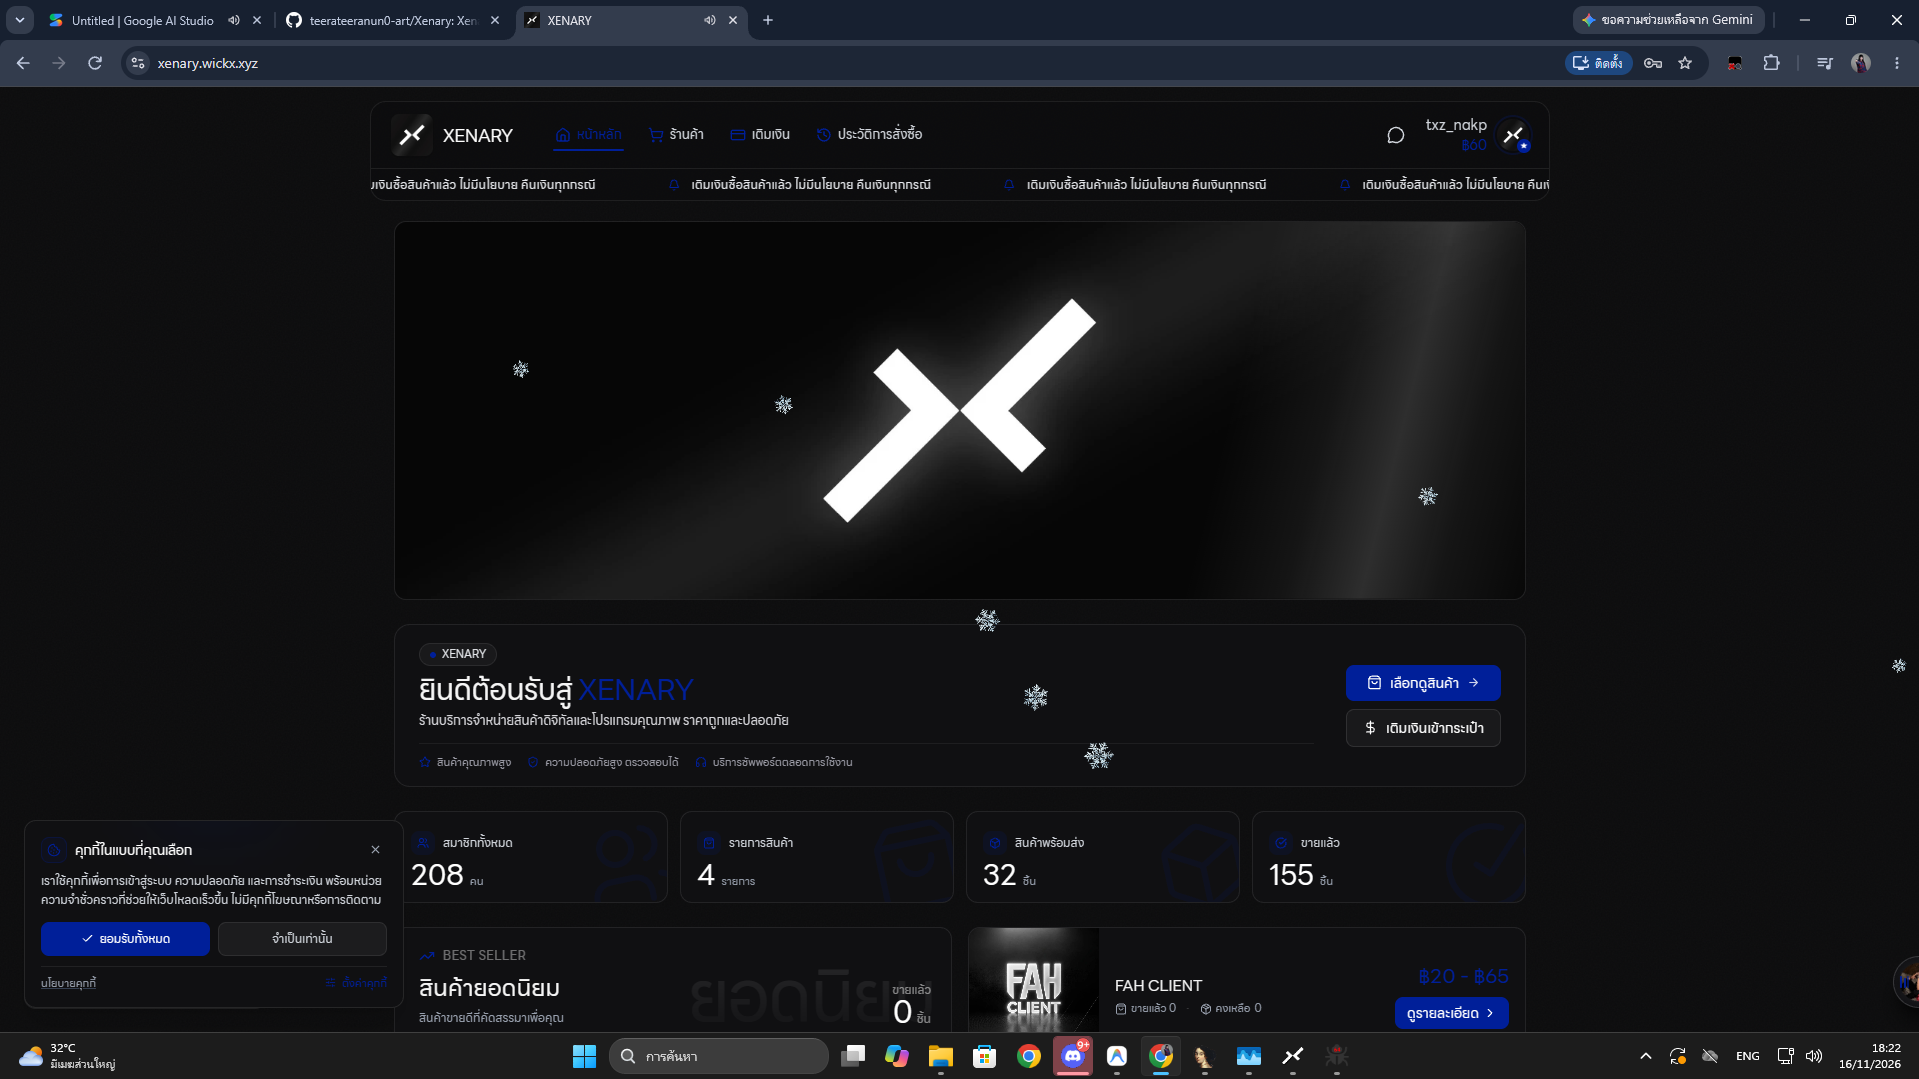 Untitled | Google AI Studio
teerateeranun0-art/Xenary: Xen
XENARY
ขอความช่วยเหลือจาก Gemini
xenary.wickx.xyz
ติดตั้ง
XENARY
หน้าหลัก
ร้านค้า
เติมเงิน
ประวัติการสั่งซื้อ
txz_nakp
฿60
เงินซื้อสินค้าแล้ว ไม่มีนโยบาย คืนเงินทุกกรณี
เติมเงินซื้อสินค้าแล้ว ไม่มีนโยบาย คืนเงินทุกกรณี
เติมเงินซื้อสินค้าแล้ว ไม่มีนโยบาย คืนเงินทุกกรณี
เติมเงินซื้อสินค้าแล้ว ไม่มีนโยบาย คืนเงิ
XENARY
ยินดีต้อนรับสู่ XENARY
ร้านบริการจำหน่ายสินค้าดิจิทัลและโปรแกรมคุณภาพ ราคาถูกและปลอดภัย
สินค้าคุณภาพสูง
ความปลอดภัยสูง ตรวจสอบได้
บริการซัพพอร์ตตลอดการใช้งาน
เลือกดูสินค้า
เติมเงินเข้ากระเป๋า
สมาชิกทั้งหมด
208 คน
รายการสินค้า
4 รายการ
สินค้าพร้อมส่ง
32 ชิ้น
ขายแล้ว
155 ชิ้น
คุกกี้ในแบบที่คุณเลือก
เราใช้คุกกี้เพื่อการเข้าสู่ระบบ ความปลอดภัย และการชำระเงิน พร้อมหน่วย
ความจำชั่วคราวที่ช่วยให้เว็บโหลดเร็วขึ้น ไม่มีคุกกี้โฆษณาหรือการติดตาม
ยอมรับทั้งหมด
จำเป็นเท่านั้น
นโยบายคุกกี้
ตั้งค่าคุกกี้
BEST SELLER
สินค้ายอดนิยม
สินค้าขายดีที่คัดสรรมาเพื่อคุณ
ยอดนิยม
ขายแล้ว
0 ชิ้น
FAH
CLIENT
FAH CLIENT
ขายแล้ว 0
คงเหลือ 0
฿20 - ฿65
ดูรายละเอียด
32°C
มีเมฆส่วนใหญ่
การค้นหา
9+
ENG
18:22
16/11/2026